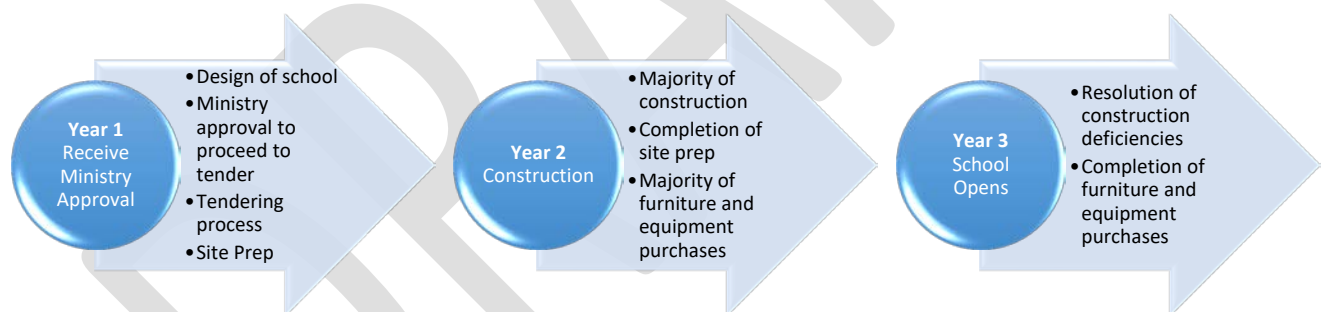 Year 1
Receive
Ministry
Approval
•Design of school
•Ministry
approval to
proceed to
tender
•Tendering
process
•Site Prep
Year 2
Construction
•Majority of
construction
•Completion of
site prep
•Majority of
furniture and
equipment
purchases
Year 3
School
Opens
•Resolution of
construction
deficiencies
•Completion of
furniture and
equipment
purchases